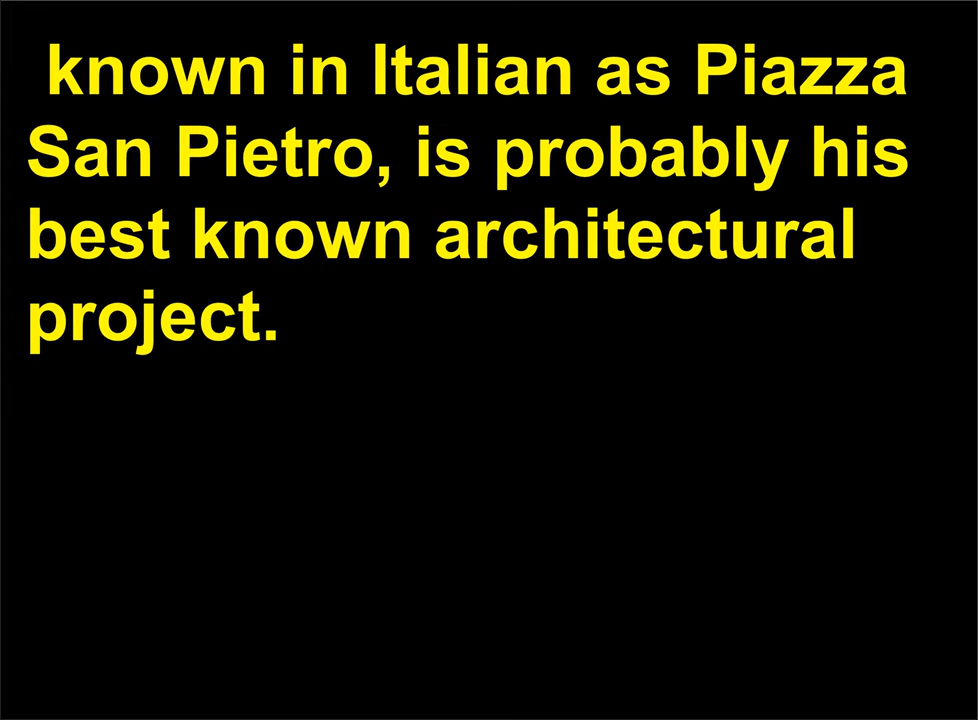 known in Italian as Piazza
San Pietro, is probably his
best known architectural
project.